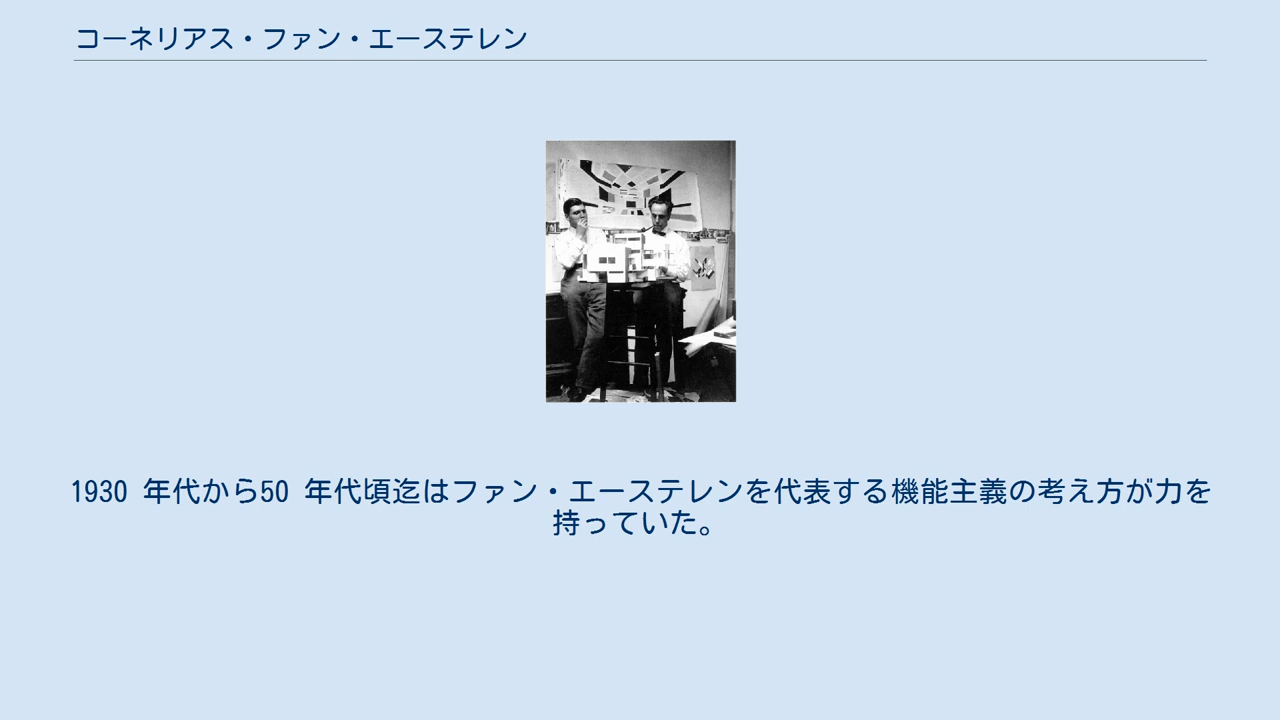 コーネリアス・ファン・エーステレン
1930 年代から50 年代頃迄はファン・エーステレンを代表する機能主義の考え方が力を
持っていた。